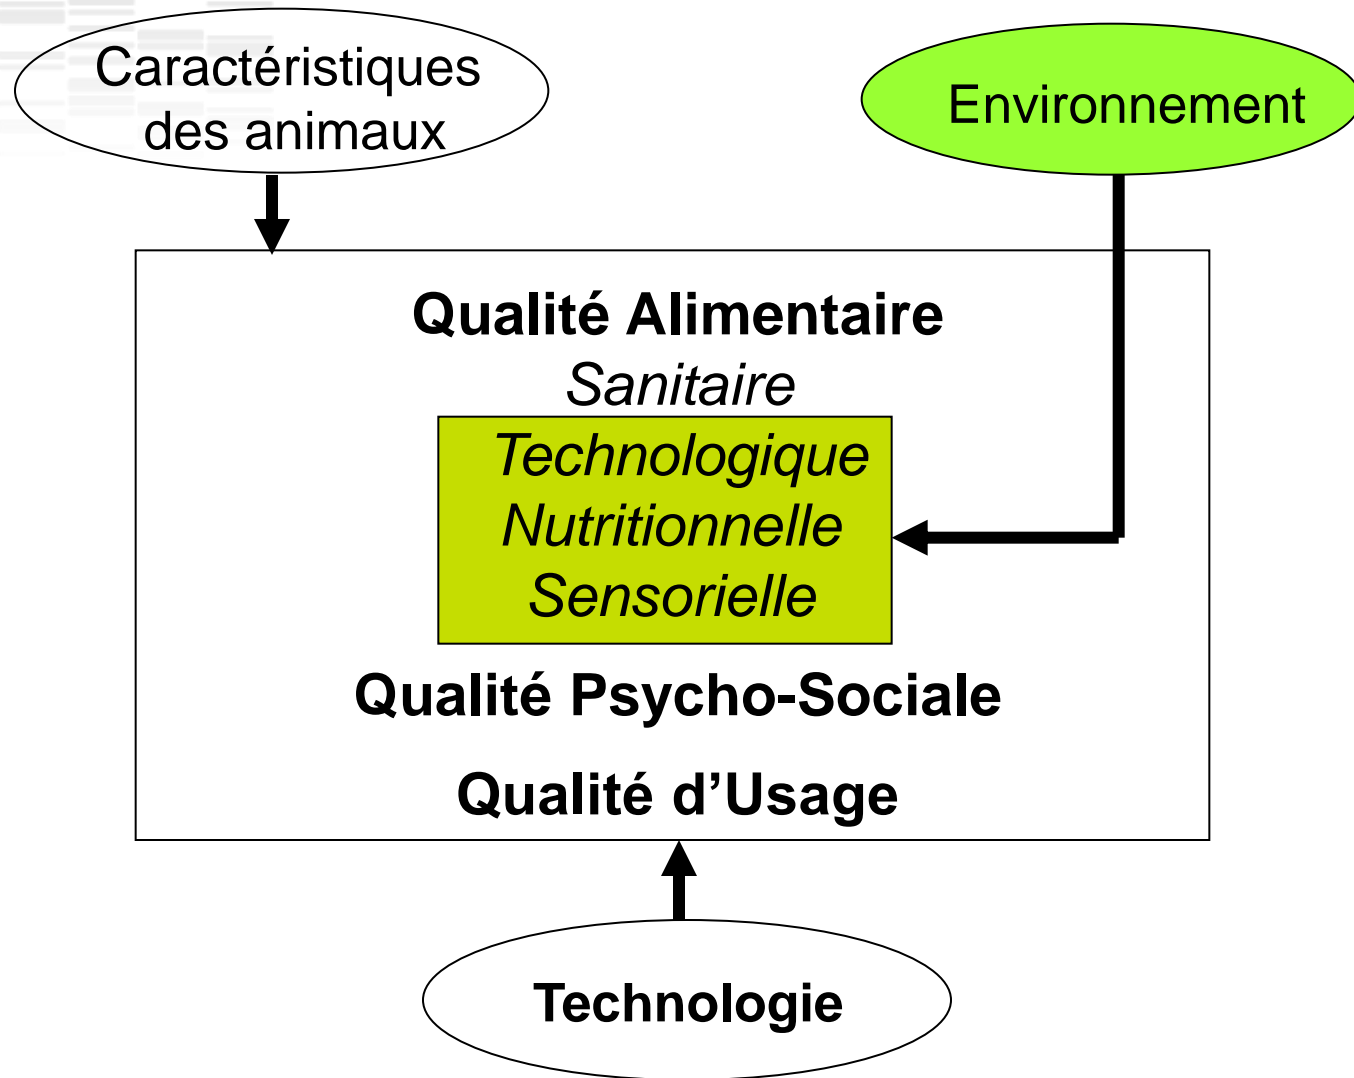 Caractéristiques
des animaux
Environnement
Qualité Alimentaire
Sanitaire
Technologique
Nutritionnelle
Sensorielle
Qualité Psycho-Sociale
Qualité d’Usage
Technologie